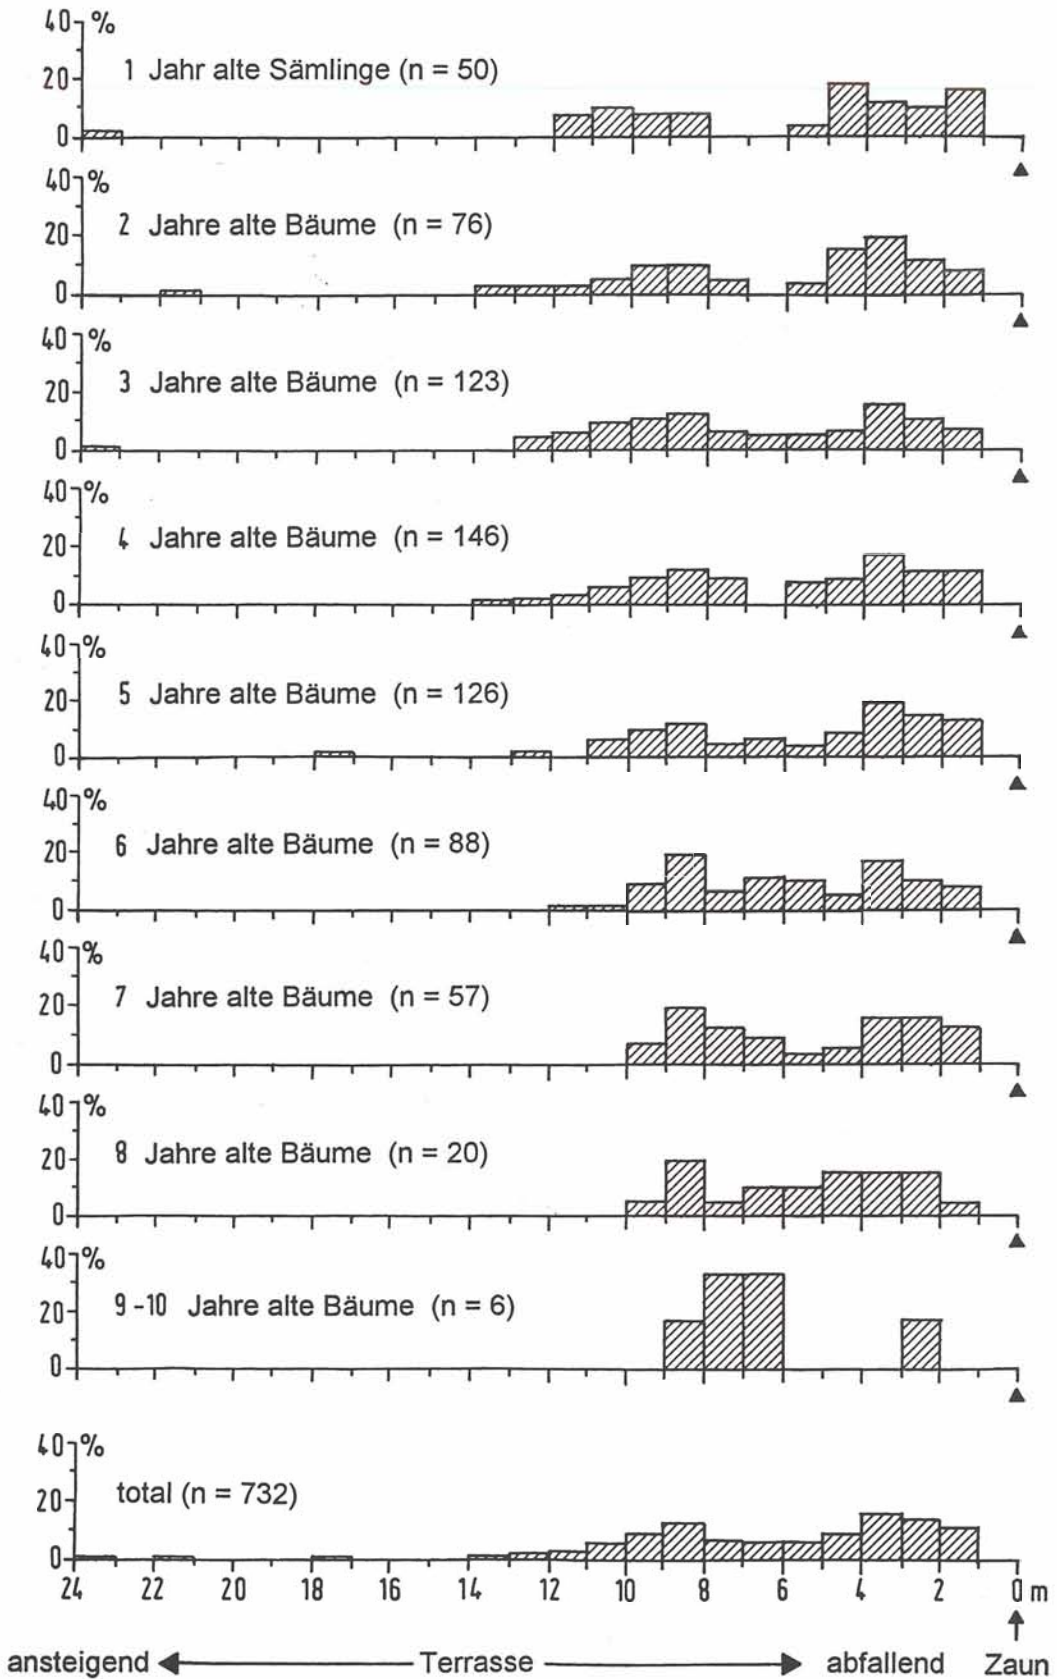 40 %
1 Jahr alte Sämlinge (n = 50)
20
0
40 %
2 Jahre alte Bäume (n = 76)
20
0
40 %
3 Jahre alte Bäume (n = 123)
20
0
40 %
4 Jahre alte Bäume (n = 146)
20
0
40 %
5 Jahre alte Bäume (n = 126)
20
0
40 %
6 Jahre alte Bäume (n = 88)
20
0
40 %
7 Jahre alte Bäume (n = 57)
20
0
40 %
8 Jahre alte Bäume (n = 20)
20
0
40 %
9-10 Jahre alte Bäume (n = 6)
20
0
40 %
total (n = 732)
20
0
24 22 20 18 16 14 12 10 8 6 4 2 0 m
ansteigend Terrasse abfallend Zaun